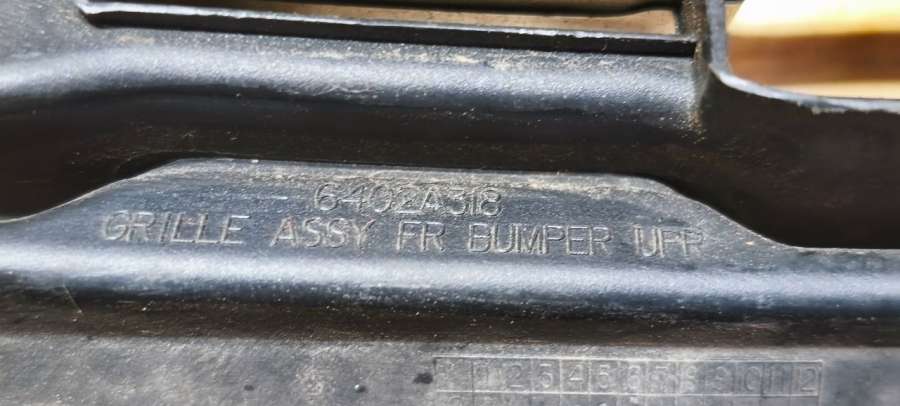 6402A318
GRILLE ASSY FR BUMPER UPR